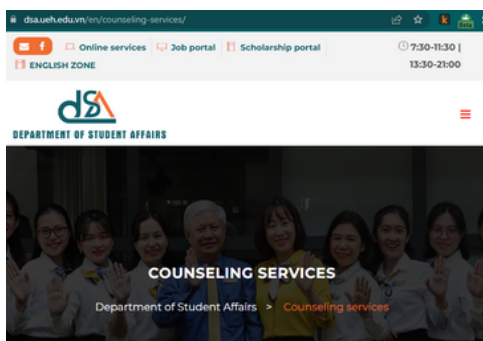 dsa.ueh.edu.vn/en/counseling-services/
Online services Job portal Scholarship portal
7:30-11:30 |
ENGLISH ZONE
13:30-21:00
dsa
DEPARTMENT OF STUDENT AFFAIRS
COUNSELING SERVICES
Department of Student Affairs > Counseling services